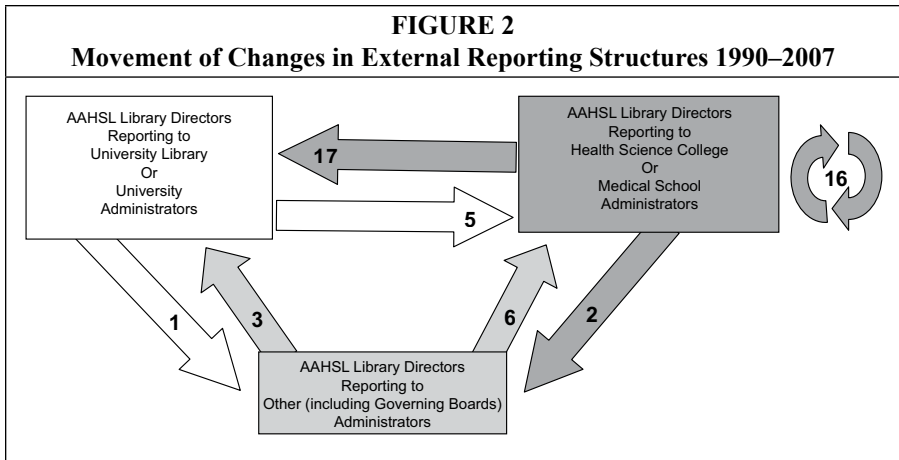 FIGURE 2
Movement of Changes in External Reporting Structures 1990–2007
AAHSL Library Directors
Reporting to
University Library
Or
University
Administrators
AAHSL Library Directors
Reporting to
Health Science College
Or
Medical School
Administrators
17
16
5
1
3
6
2
AAHSL Library Directors
Reporting to
Other (including Governing Boards)
Administrators